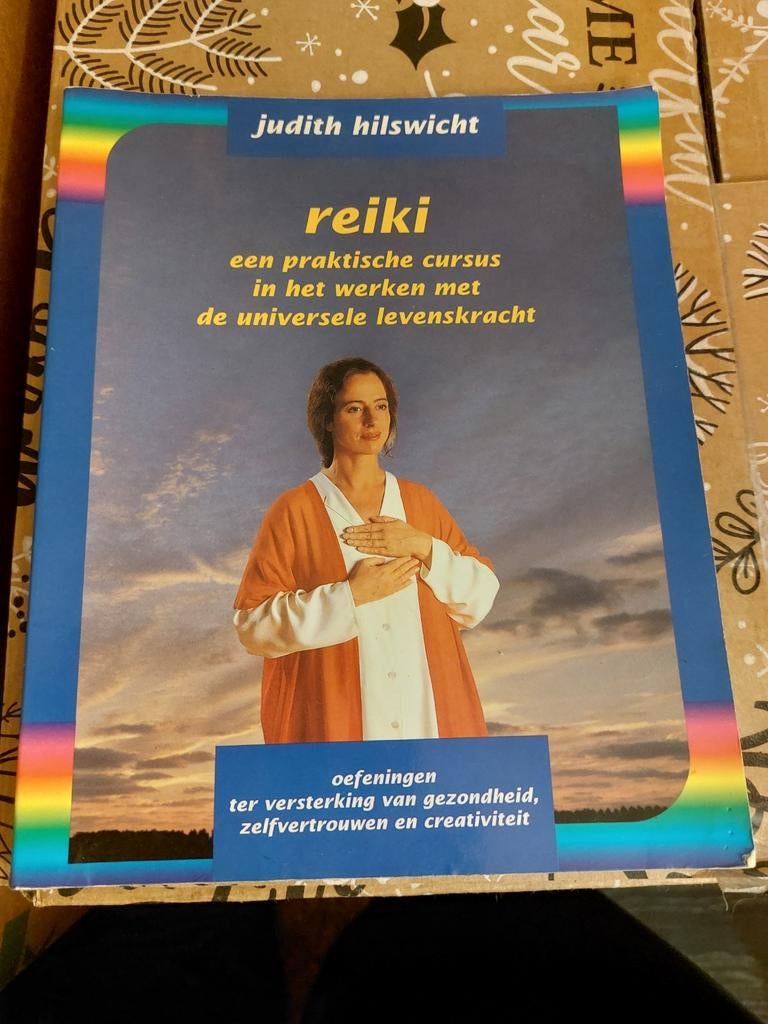 judith hilswicht
reiki
een praktische cursus
in het werken met
de universele levenskracht
oefeningen
ter versterking van gezondheid,
zelfvertrouwen en creativiteit